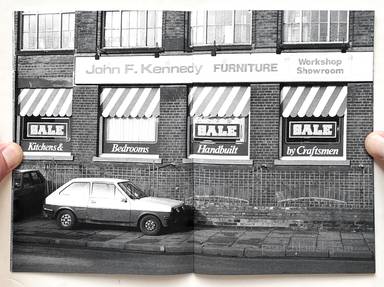 John F. Kennedy FURNITURE Workshop
Showroom
SALE SALE SALE
Kitchens & Bedrooms Handbuilt by Craftsmen